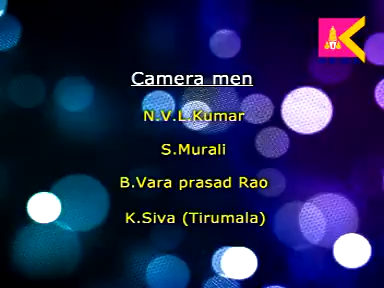 Camera men
N.V.L.Kumar
S.Murali
B.Vara prasad Rao
K.Siva (Tirumala)
U